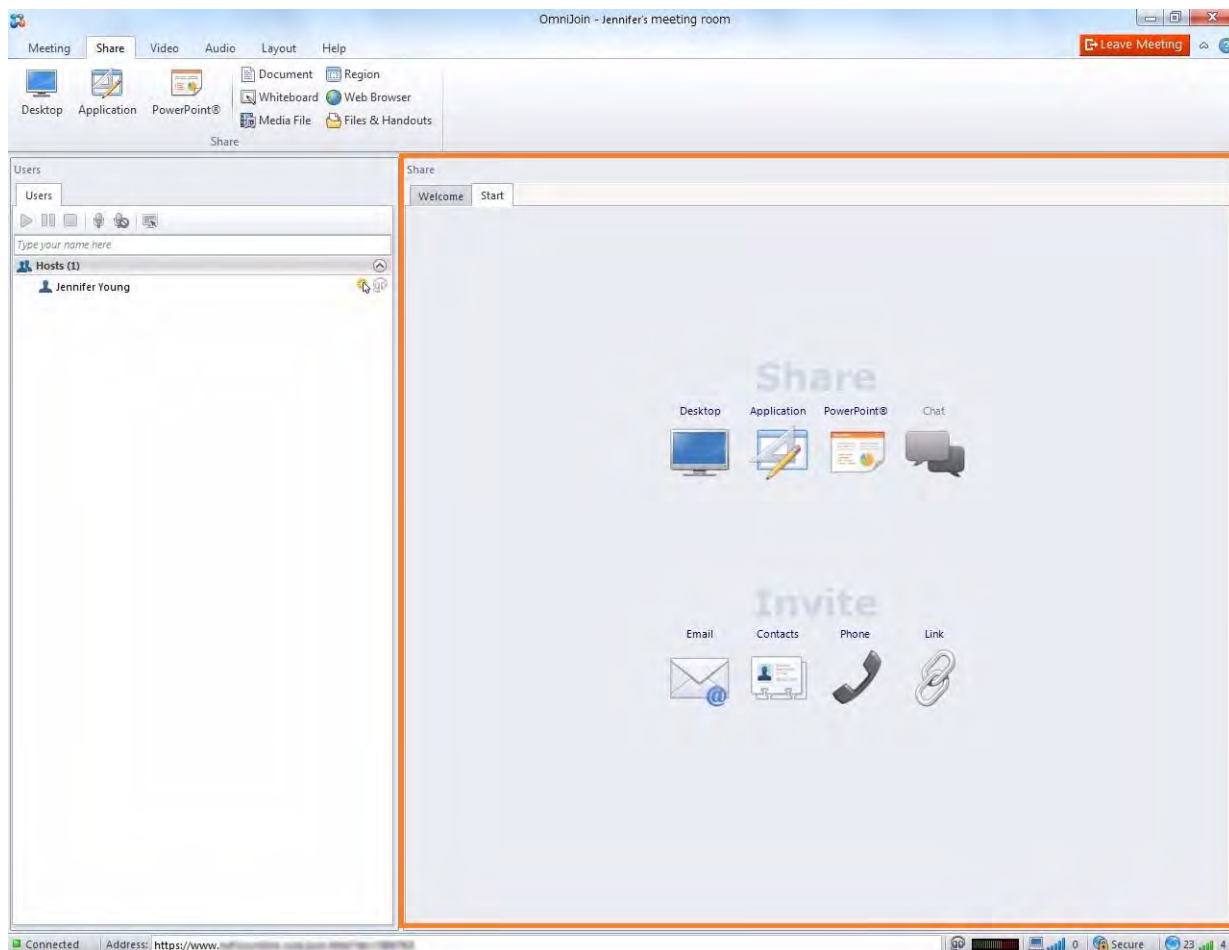 OmniJoin - Jennifer's meeting room
Meeting Share Video Audio Layout Help
Leave Meeting
Desktop Application PowerPoint®
Document Region
Whiteboard Web Browser
Media File Files & Handouts
Share
Users
Users
Type your name here
Hosts (1)
Jennifer Young
Share
Welcome Start
Share
Desktop Application PowerPoint® Chat
Invite
Email Contacts Phone Link
Connected Address: https://www.
0 Secure 23 4